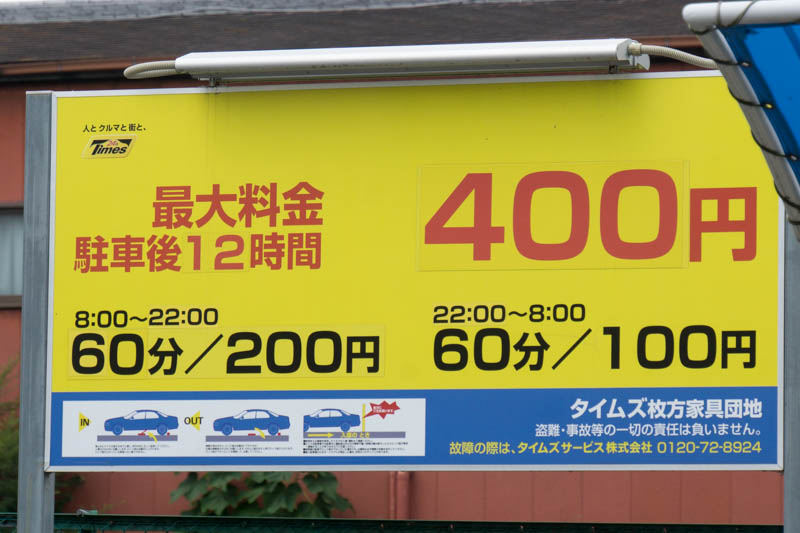 人とクルマと街と、
Times
最大料金
駐車後12時間
400円
8:00～22:00
60分／200円
22:00～8:00
60分／100円
IN
OUT
タイムズ枚方家具団地
盗難・事故等の一切の責任は負いません。
故障の際は、タイムズサービス株式会社 0120-72-8924